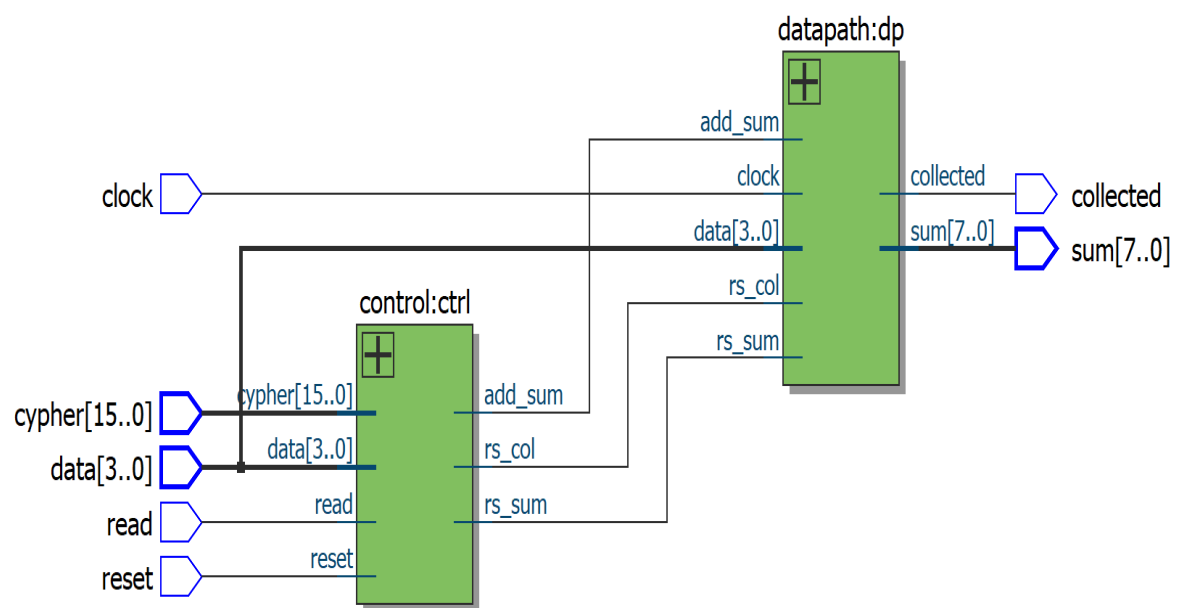 datapath:dp
add_sum
clock
clock
collected
collected
data[3..0]
sum[7..0]
sum[7..0]
rs_col
control:ctrl
rs_sum
cypher[15..0]
cypher[15..0]
add_sum
data[3..0]
data[3..0]
rs_col
read
read
rs_sum
reset
reset